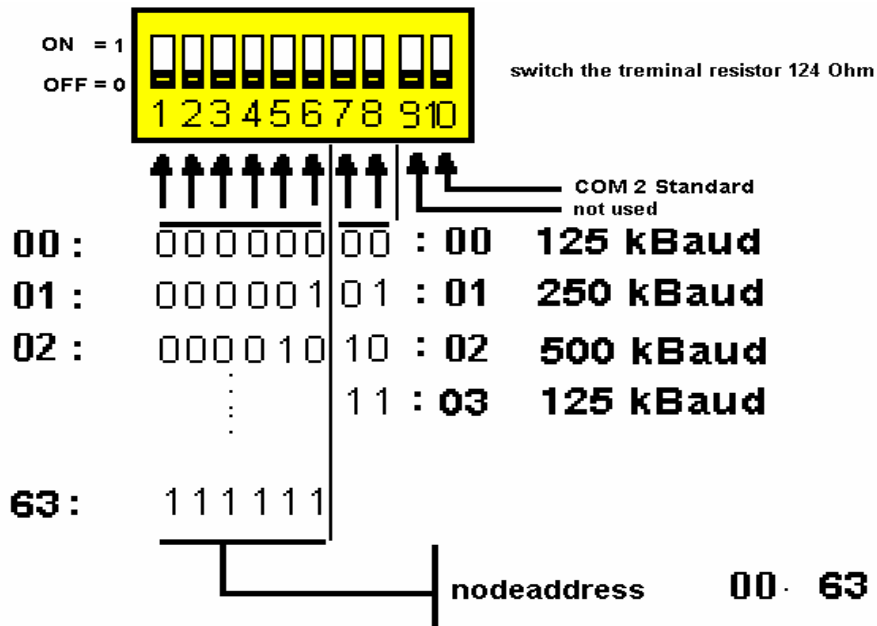 ON = 1
OFF = 0
switch the treminal resistor 124 Ohm
1 2 3 4 5 6 7 8 9 10
COM 2 Standard
not used
00 : 000000 00 : 00 125 kBaud
01 : 000001 01 : 01 250 kBaud
02 : 000010 10 : 02 500 kBaud
11 : 03 125 kBaud
63 : 111111
nodeaddress 00 · 63